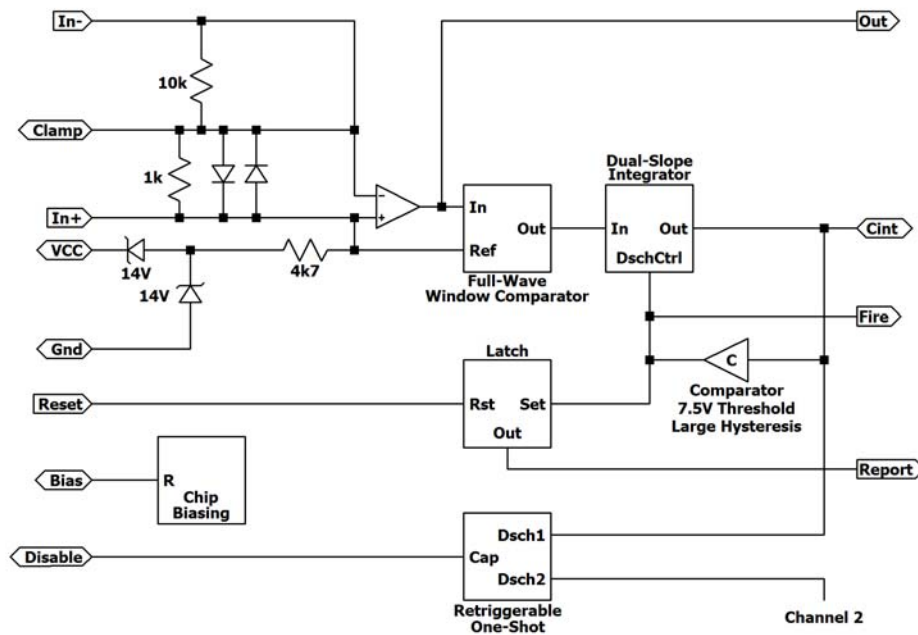 In-
Out
10k
Clamp
Dual-Slope
Integrator
1k
-
+
In+
In
Out
Ref
In
Out
DschCtrl
Cint
VCC
14V
4k7
14V
Full-Wave
Window Comparator
Fire
Gnd
Latch
C
Comparator
7.5V Threshold
Large Hysteresis
Reset
Rst
Set
Out
Report
Bias
R
Chip
Biasing
Disable
Dsch1
Cap
Dsch2
Retriggerable
One-Shot
Channel 2